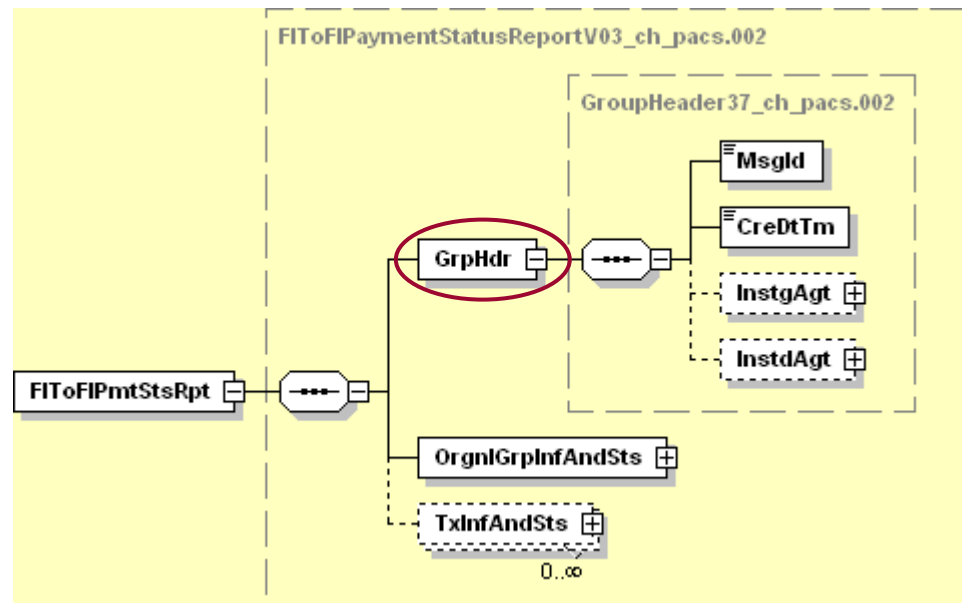 FIToFIPaymentStatusReportV03_ch_pacs.002
GroupHeader37_ch_pacs.002
MsgId
CreDtTm
GrpHdr
InstgAgt
InstdAgt
FIToFIPmtStsRpt
OrgnlGrpInfAndSts
TxInfAndSts
0..∞